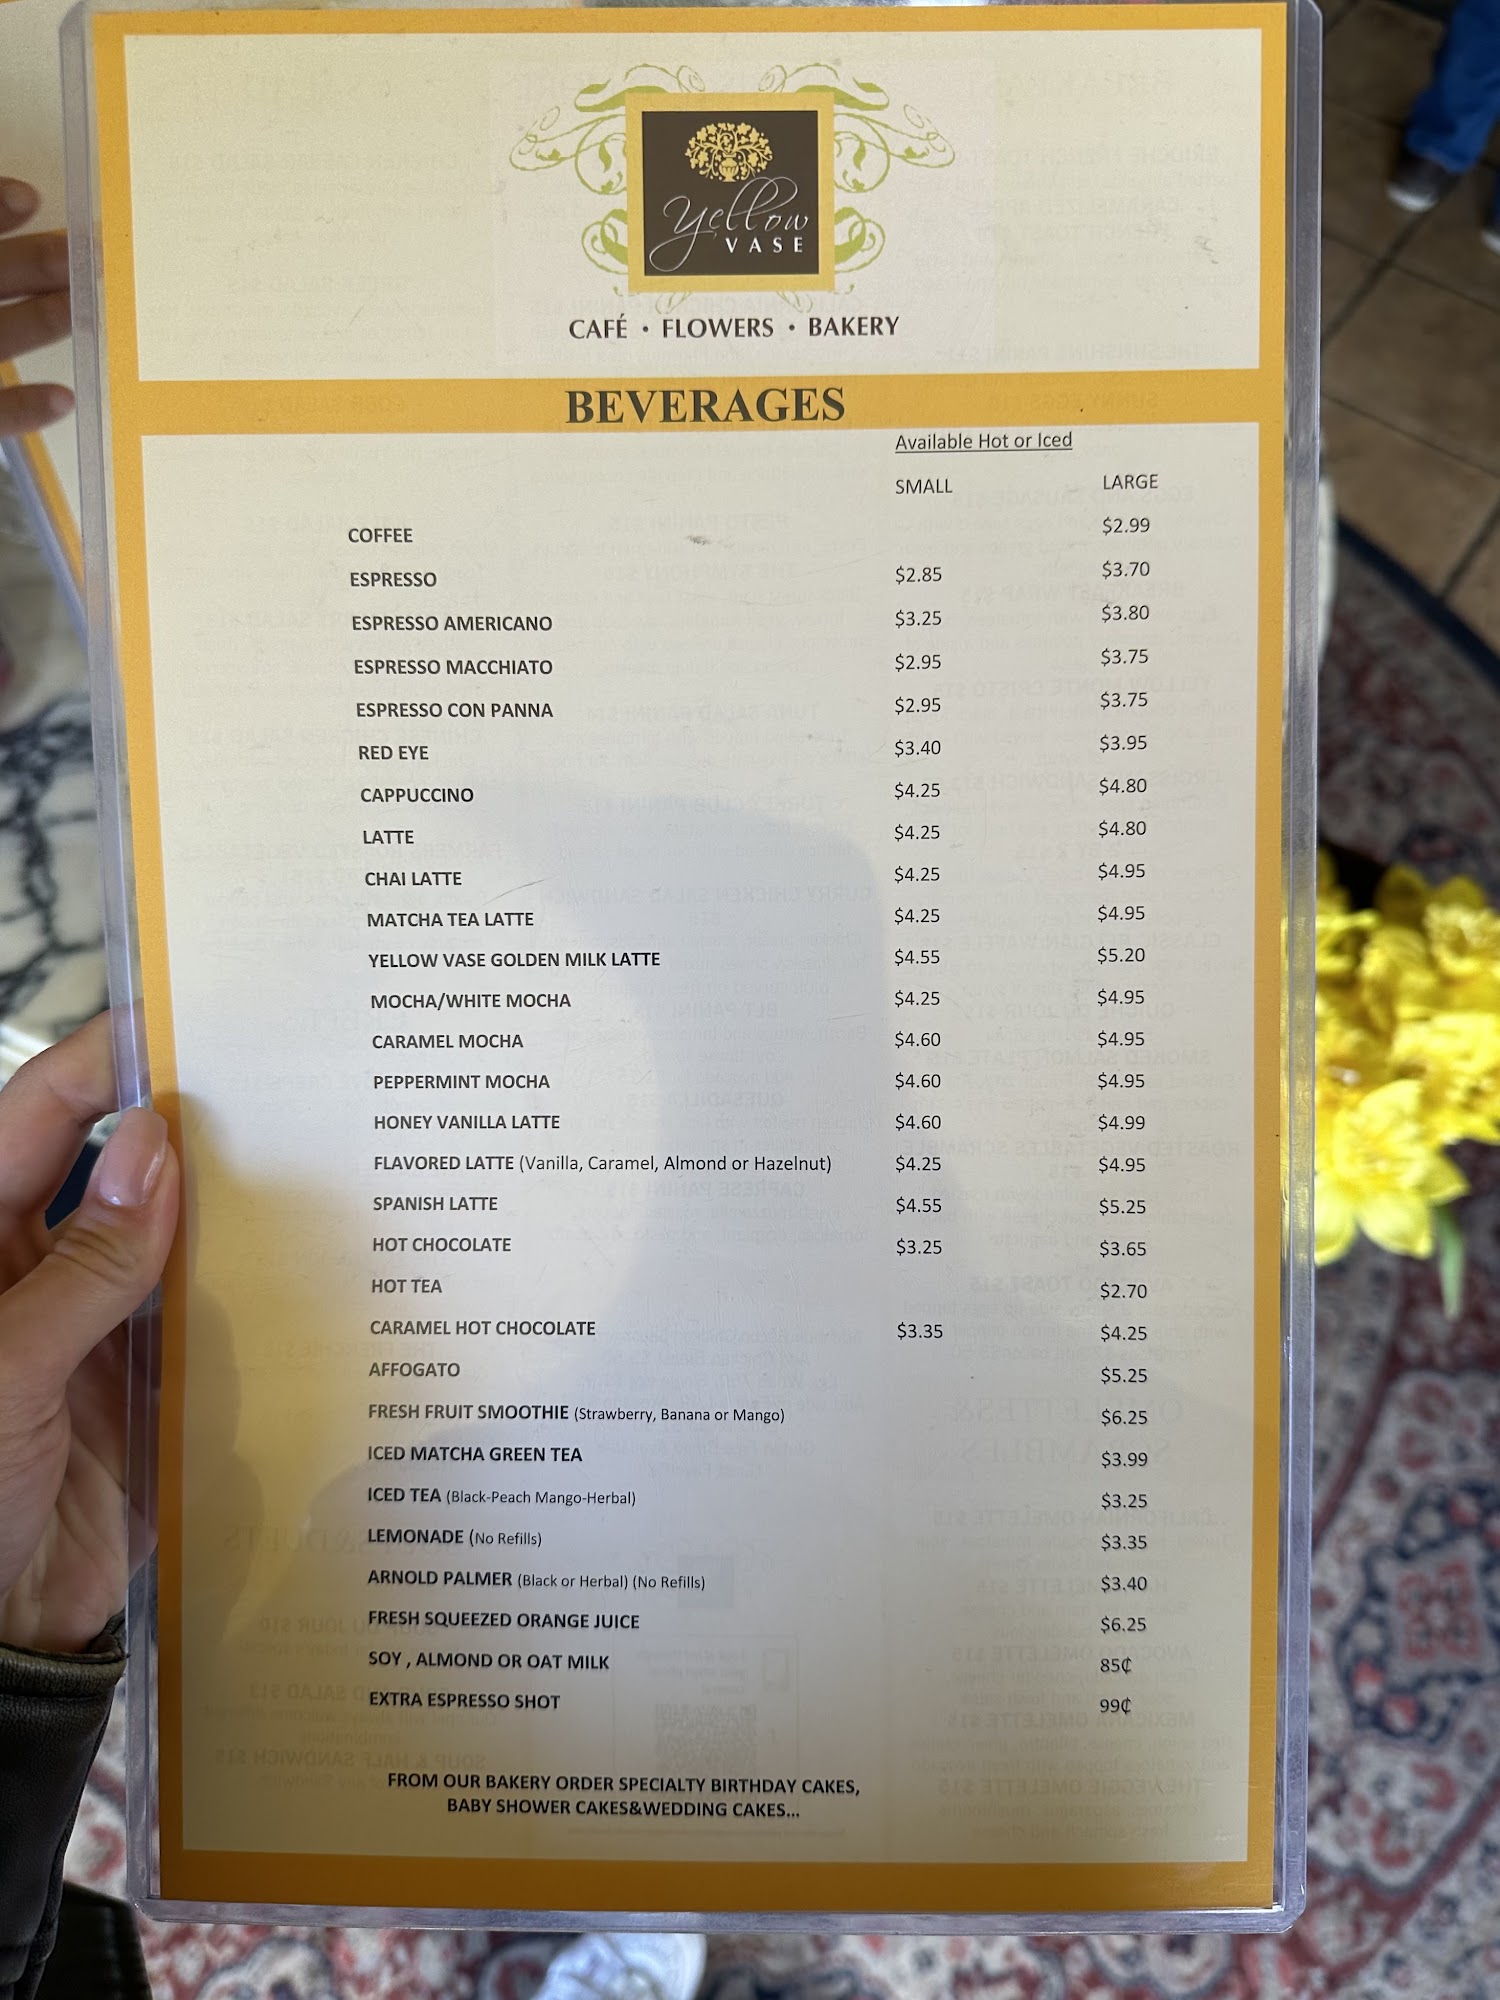 Yellow
VASE
CAFÉ • FLOWERS • BAKERY
BEVERAGES
Available Hot or Iced
SMALL LARGE
COFFEE $2.99
ESPRESSO $2.85 $3.70
ESPRESSO AMERICANO $3.25 $3.80
ESPRESSO MACCHIATO $2.95 $3.75
ESPRESSO CON PANNA $2.95 $3.75
RED EYE $3.40 $3.95
CAPPUCCINO $4.25 $4.80
LATTE $4.25 $4.80
CHAI LATTE $4.25 $4.95
MATCHA TEA LATTE $4.25 $4.95
YELLOW VASE GOLDEN MILK LATTE $4.55 $5.20
MOCHA/WHITE MOCHA $4.25 $4.95
CARAMEL MOCHA $4.60 $4.95
PEPPERMINT MOCHA $4.60 $4.95
HONEY VANILLA LATTE $4.60 $4.99
FLAVORED LATTE (Vanilla, Caramel, Almond or Hazelnut) $4.25 $4.95
SPANISH LATTE $4.55 $5.25
HOT CHOCOLATE $3.25 $3.65
HOT TEA $2.70
CARAMEL HOT CHOCOLATE $3.35 $4.25
AFFOGATO $5.25
FRESH FRUIT SMOOTHIE (Strawberry, Banana or Mango) $6.25
ICED MATCHA GREEN TEA $3.99
ICED TEA (Black-Peach Mango-Herbal) $3.25
LEMONADE (No Refills) $3.35
ARNOLD PALMER (Black or Herbal) (No Refills) $3.40
FRESH SQUEEZED ORANGE JUICE $6.25
SOY , ALMOND OR OAT MILK 85¢
EXTRA ESPRESSO SHOT 99¢
FROM OUR BAKERY ORDER SPECIALTY BIRTHDAY CAKES,
BABY SHOWER CAKES&WEDDING CAKES...